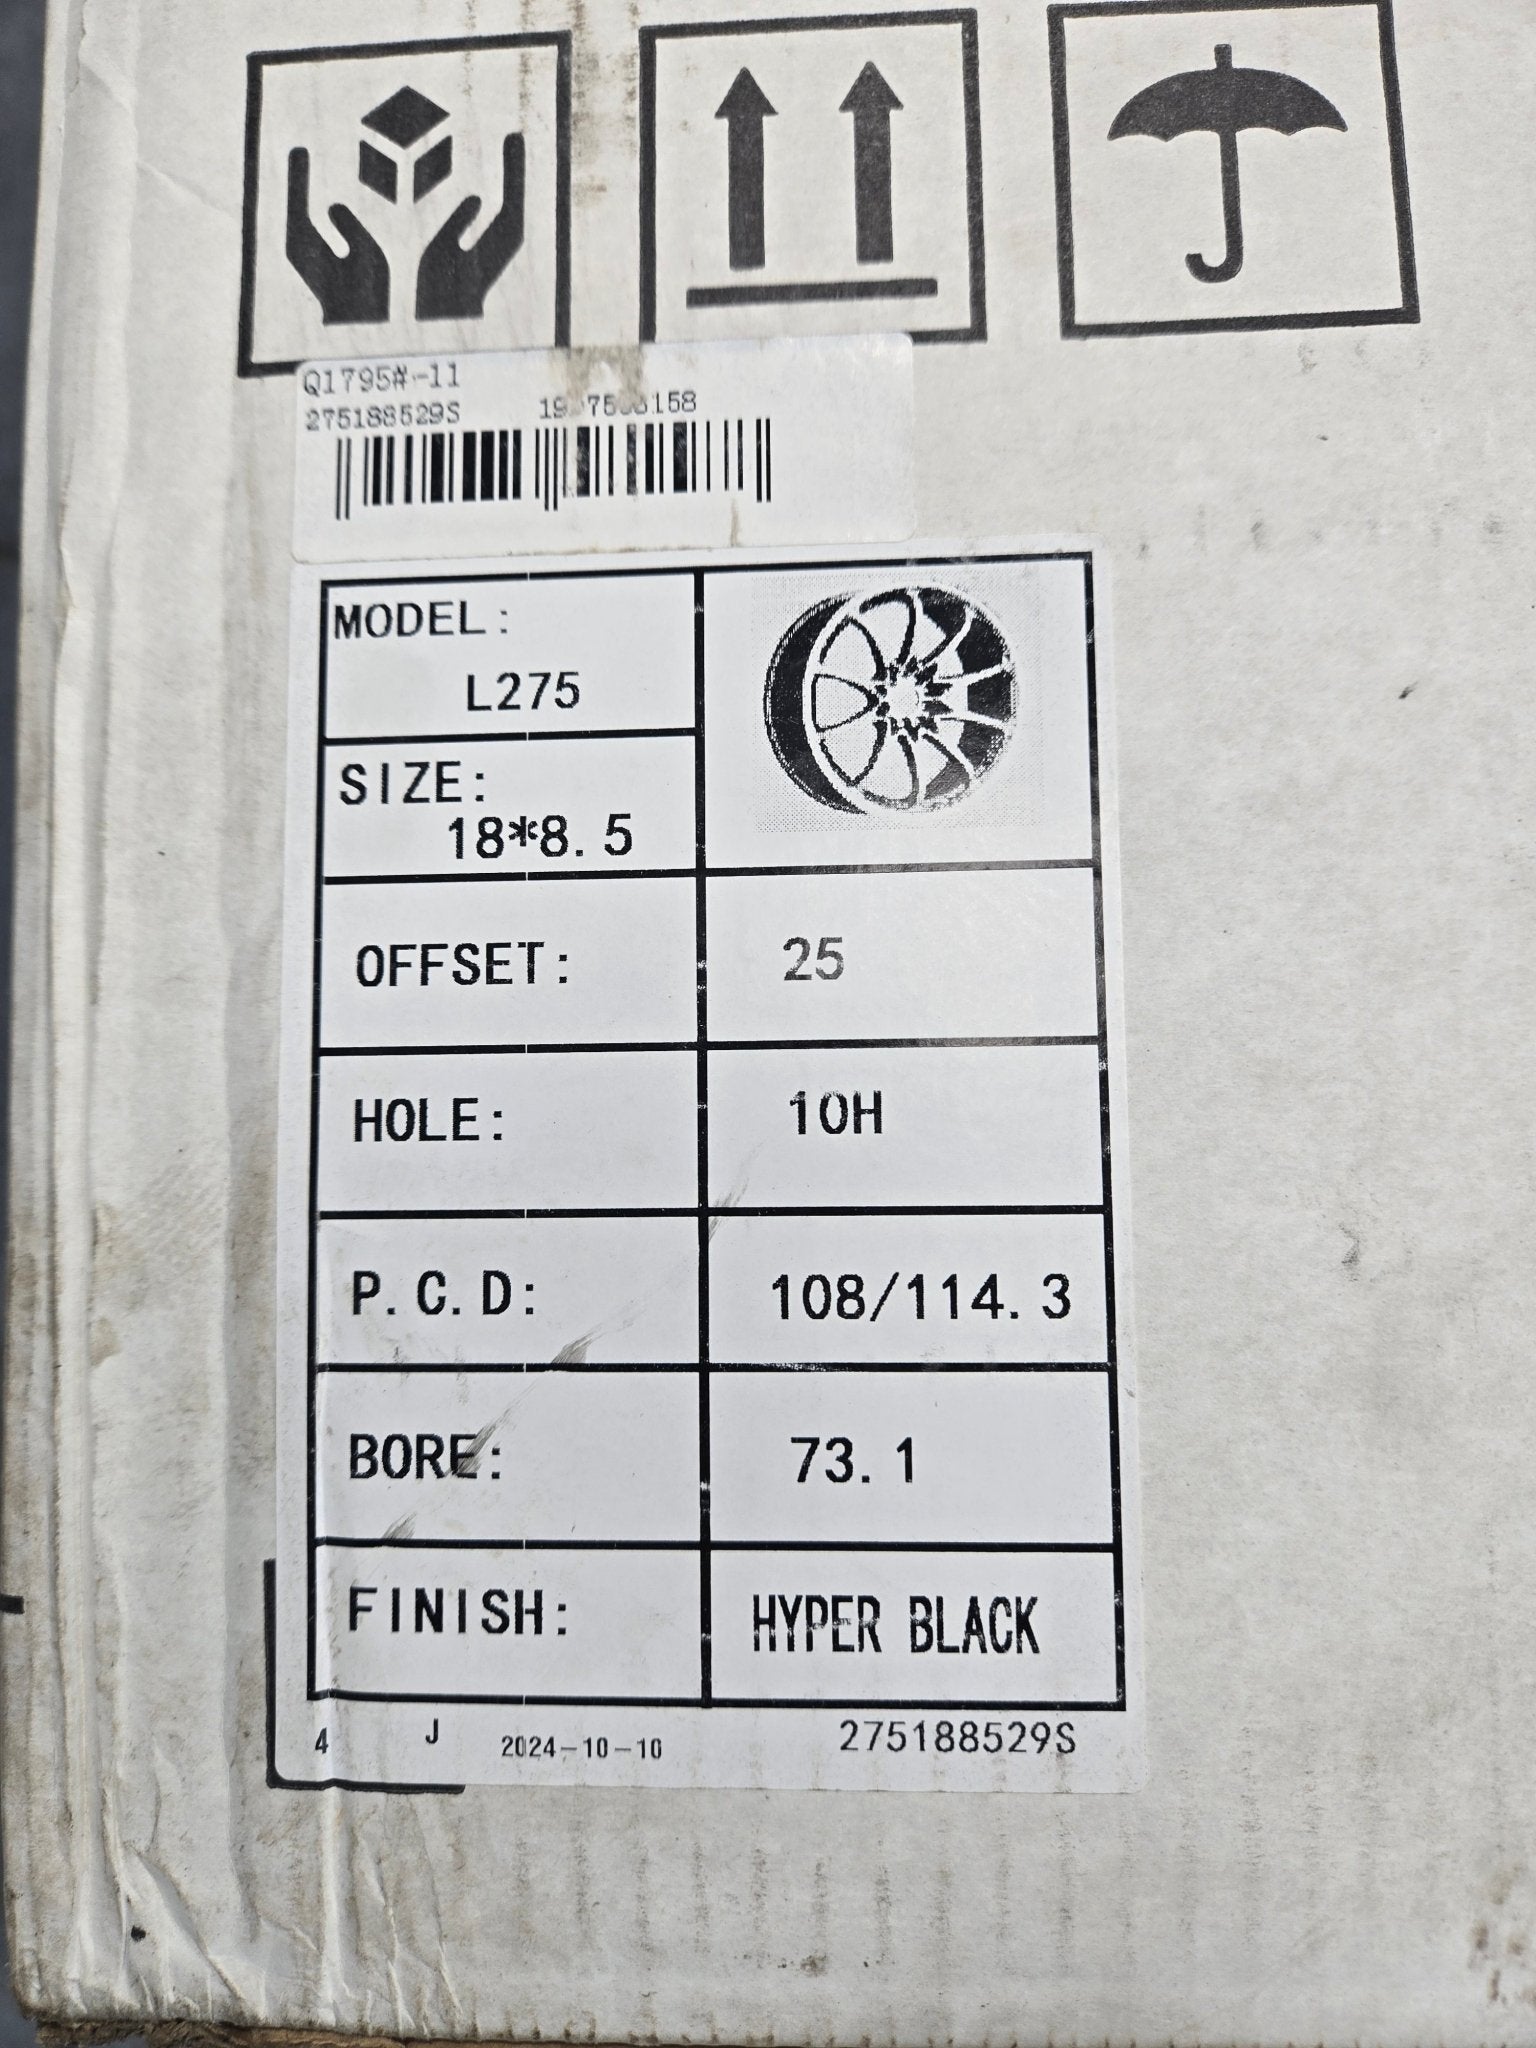 Q1795#-11
275188529S
MODEL:
L275
SIZE:
18*8.5
OFFSET: 25
HOLE: 10H
P.C.D: 108/114.3
BORE: 73.1
FINISH: HYPER BLACK
4 J 2024-10-10 275188529S